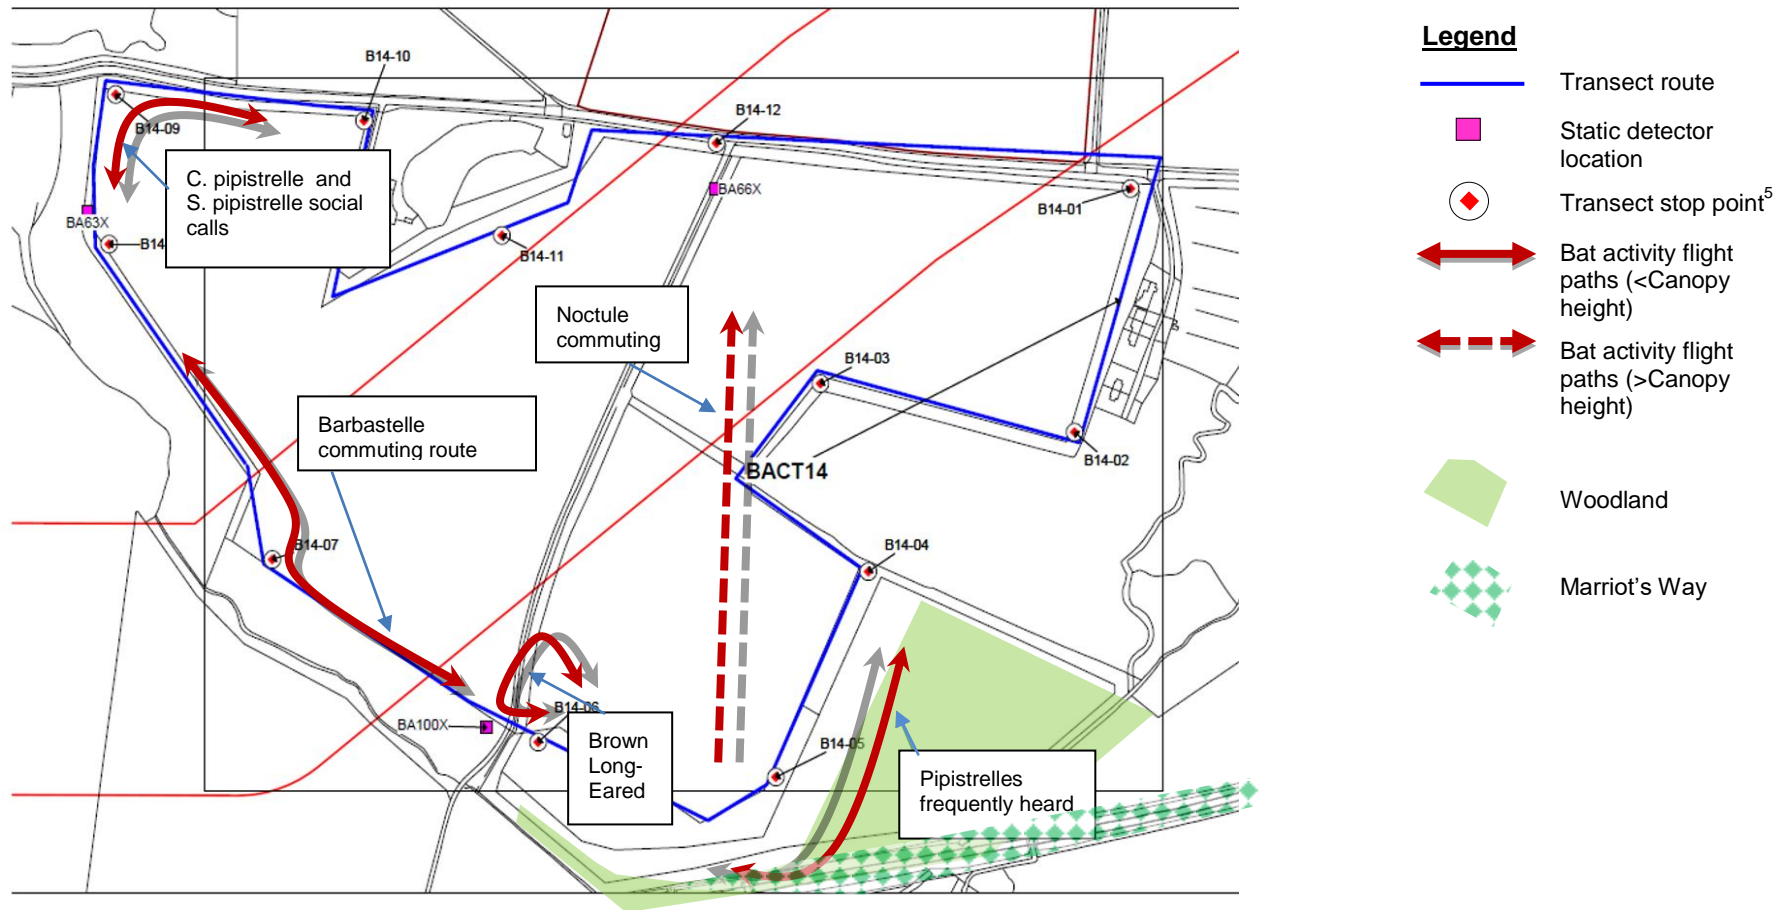 B14-10
B14-12
B14-09
C. pipistrelle and
S. pipistrelle social
calls
BA66X
B14-01
BA63X
B14
B14-11
Noctule
commuting
B14-03
Barbastelle
commuting route
B14-02
BACT14
B14-07
B14-04
B14-06
BA100X
Brown
Long-
Eared
B14-05
Pipistrelles
frequently heard
Legend
Transect route
Static detector
location
Transect stop point5
Bat activity flight
paths (<Canopy
height)
Bat activity flight
paths (>Canopy
height)
Woodland
Marriot's Way